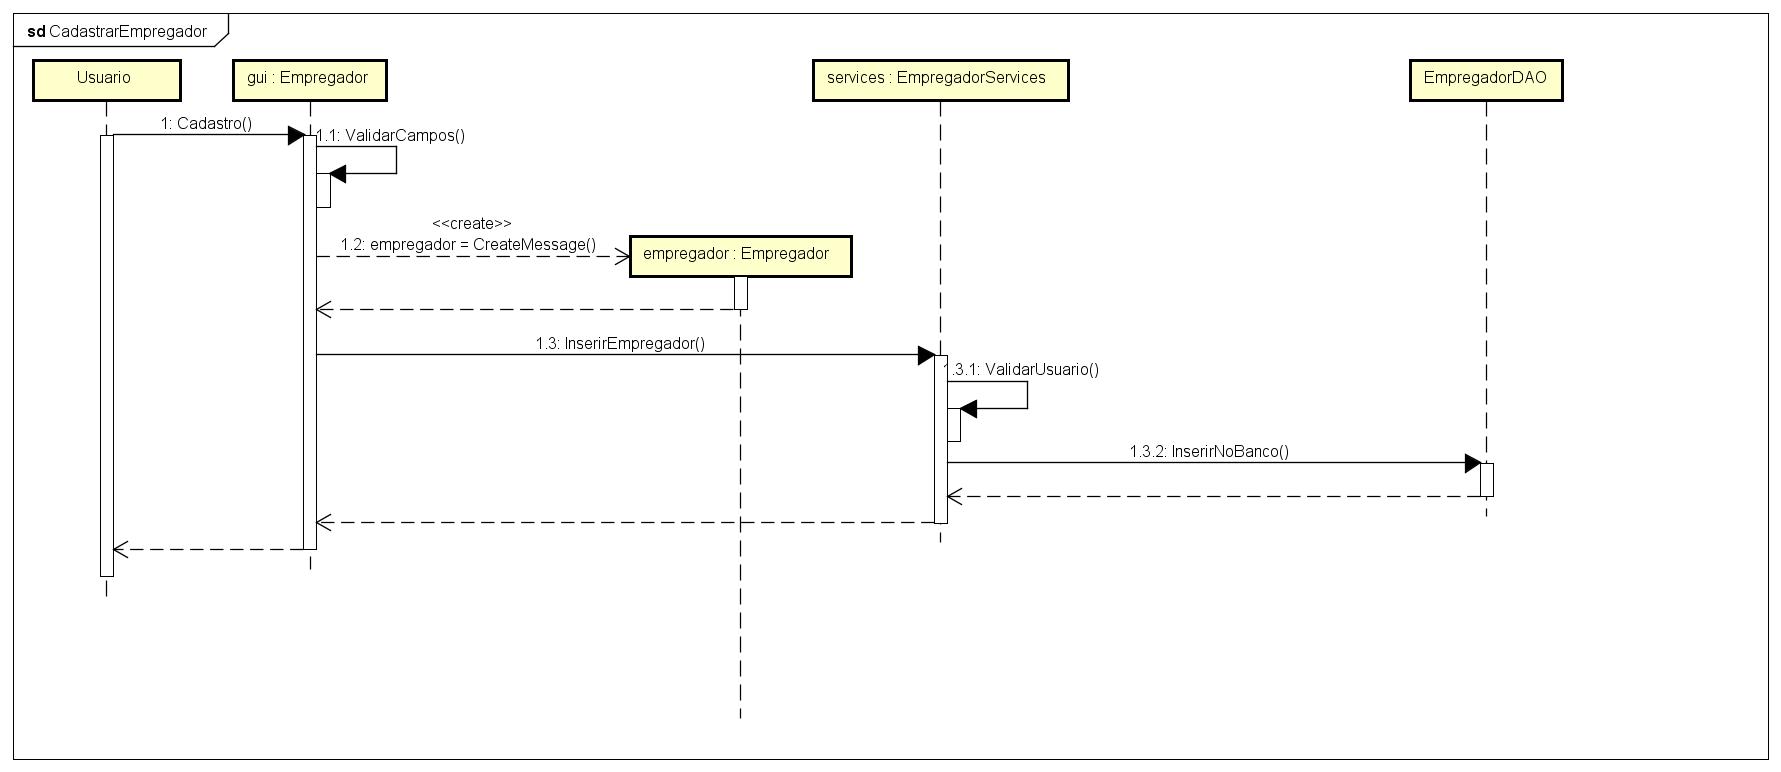 sd CadastrarEmpregador
Usuario
gui : Empregador
services : EmpregadorServices
EmpregadorDAO
1: Cadastro()
1.1: ValidarCampos()
<<create>>
1.2: empregador = CreateMessage()
empregador : Empregador
1.3: InserirEmpregador()
1.3.1: ValidarUsuario()
1.3.2: InserirNoBanco()